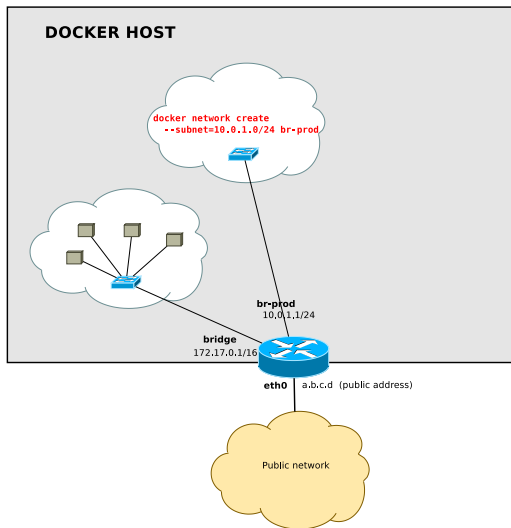 DOCKER HOST
docker network create
--subnet=10.0.1.0/24 br-prod
br-prod
10.0.1.1/24
bridge
172.17.0.1/16
eth0 a.b.c.d (public address)
Public network